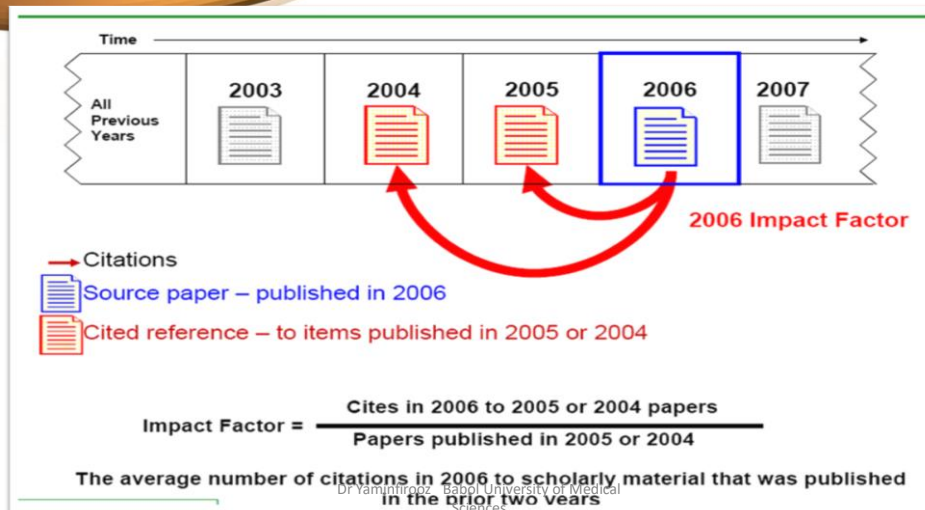 Time
2003 2004 2005 2006 2007
All
Previous
Years
2006 Impact Factor
Citations
Source paper – published in 2006
Cited reference – to items published in 2005 or 2004
Cites in 2006 to 2005 or 2004 papers
Impact Factor =
Papers published in 2005 or 2004
The average number of citations in 2006 to scholarly material that was published
Dr Yaminfirooz Babol University of Medical
in the prior two years
Sciences